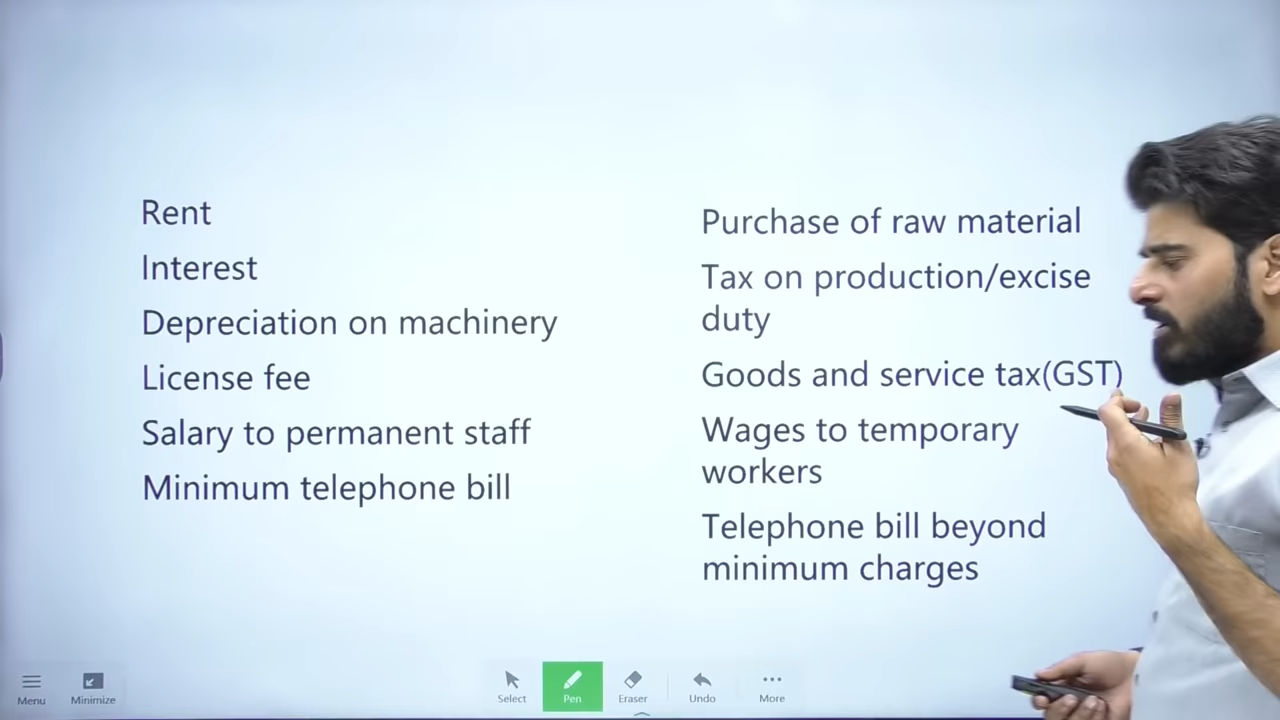 Rent
Interest
Depreciation on machinery
License fee
Salary to permanent staff
Minimum telephone bill
Purchase of raw material
Tax on production/excise
duty
Goods and service tax(GST)
Wages to temporary
workers
Telephone bill beyond
minimum charges
Menu
Minimize
Select
Pen
Eraser
Undo
More